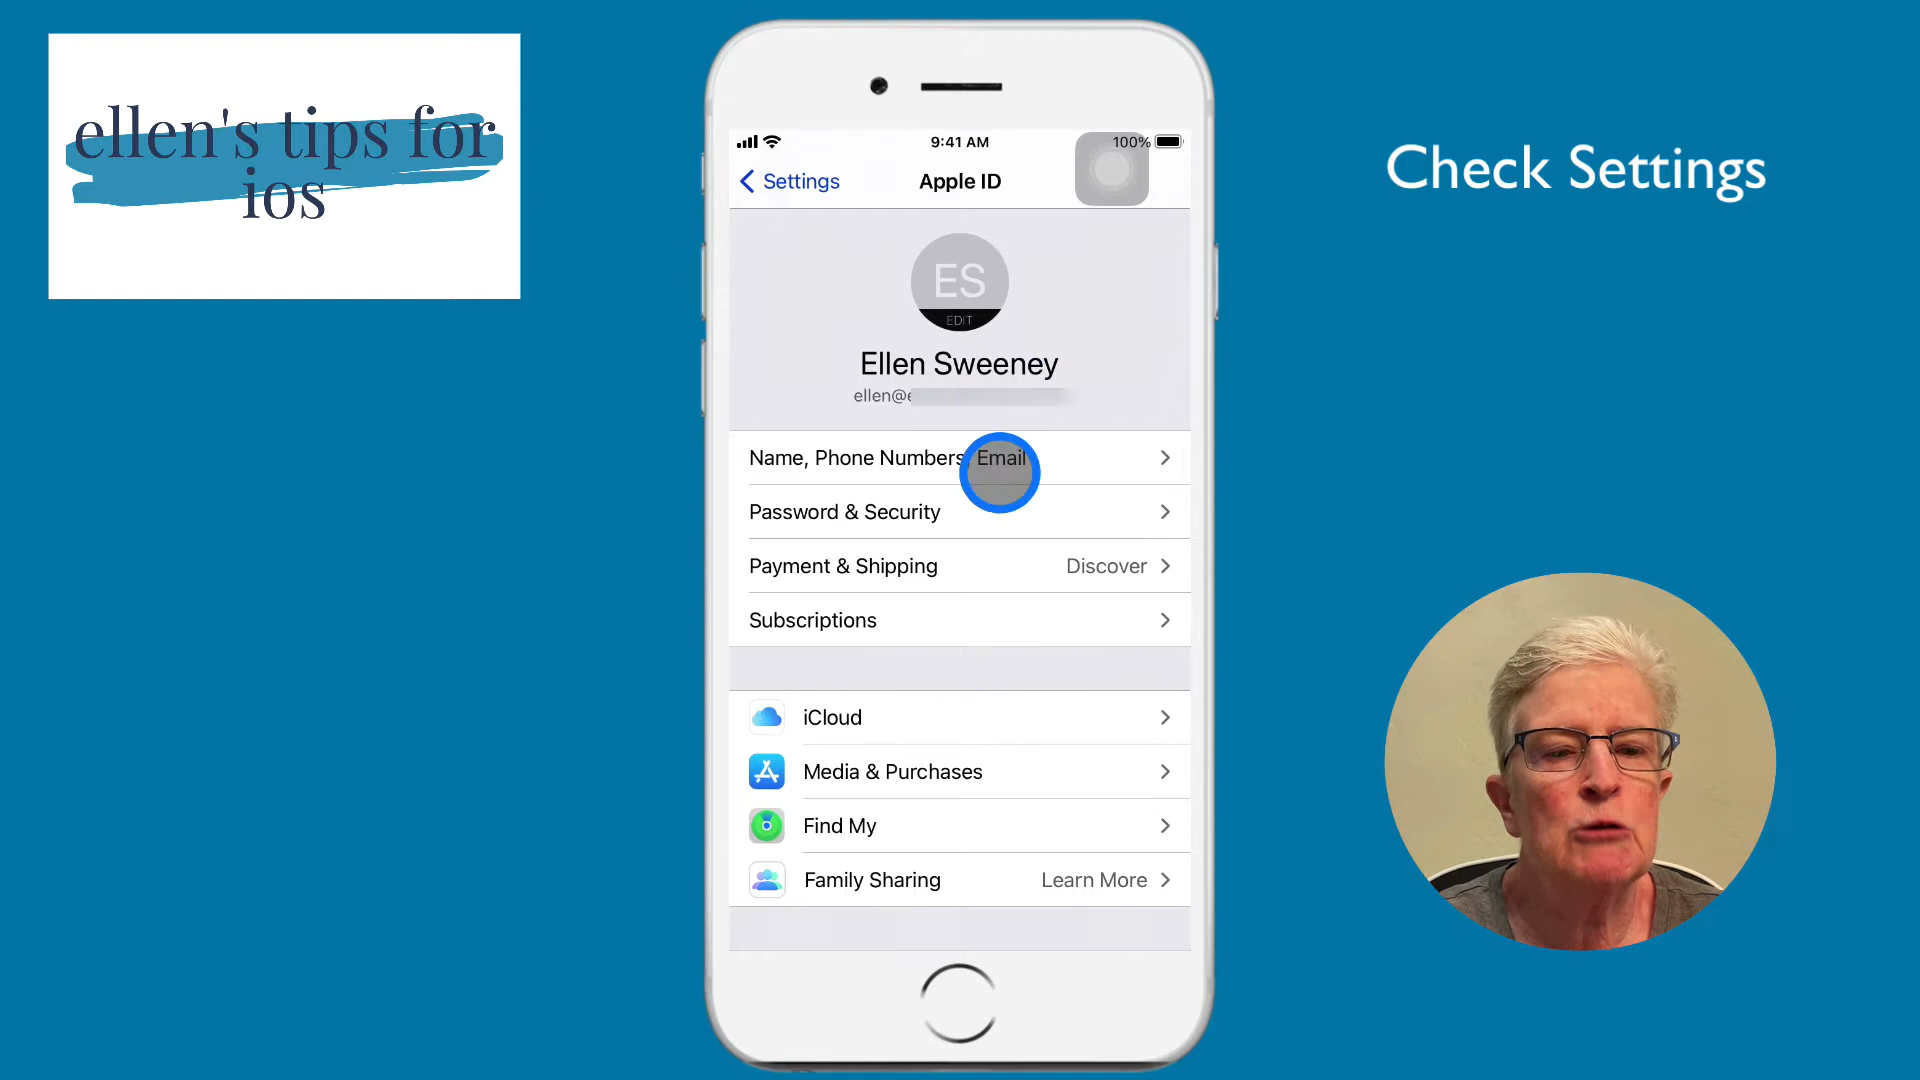 ellen's tips for
ios
Check Settings
9:41 AM
100%
Settings
Apple ID
ES
EDIT
Ellen Sweeney
ellen@
Name, Phone Numbers, Email
Password & Security
Payment & Shipping
Discover
Subscriptions
iCloud
Media & Purchases
Find My
Family Sharing
Learn More